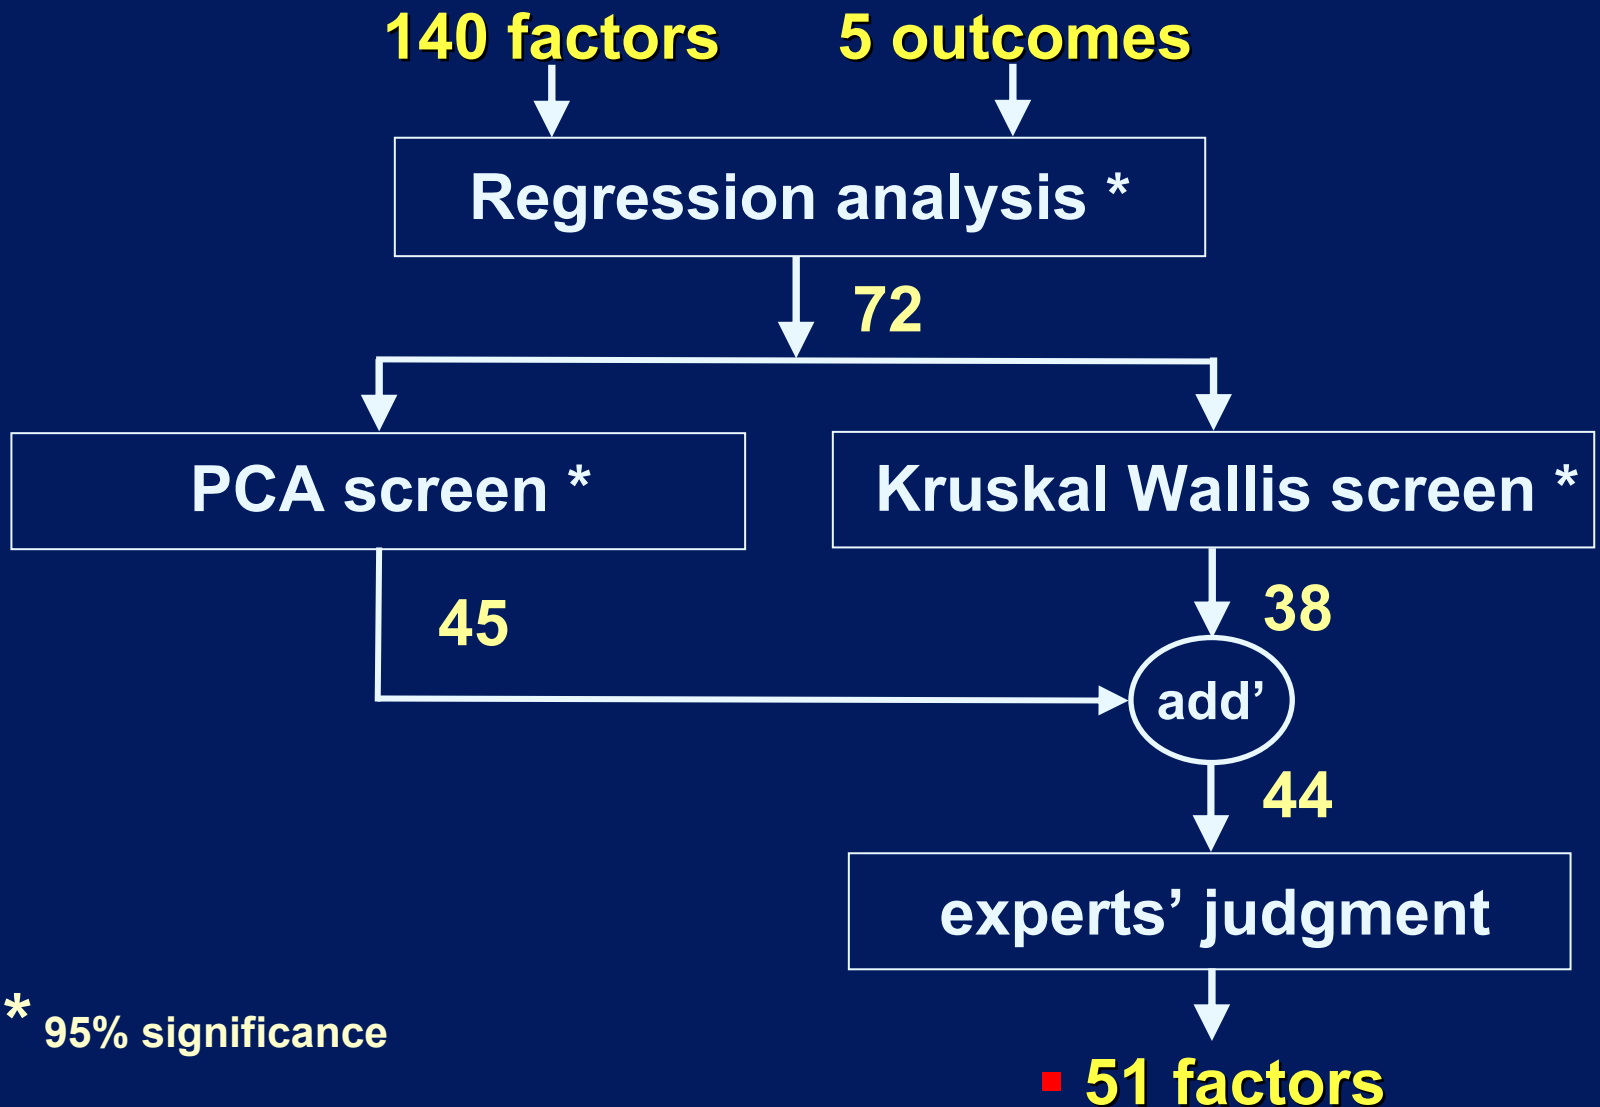 140 factors
5 outcomes
Regression analysis *
72
PCA screen *
Kruskal Wallis screen *
45
38
add’
44
experts’ judgment
* 95% significance
51 factors